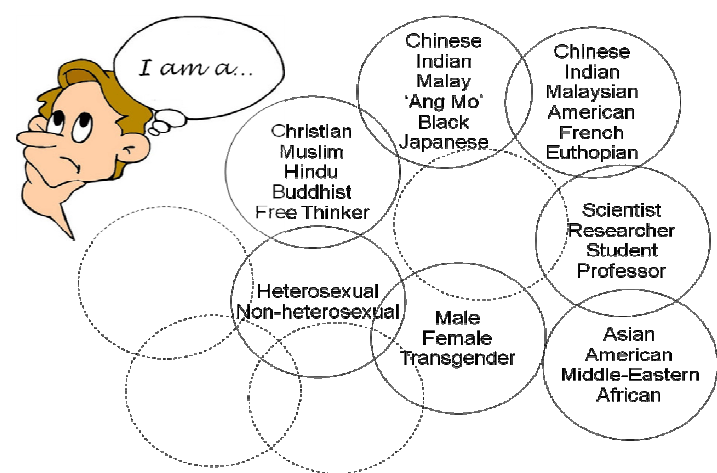 I am a...
Chinese
Indian
Malay
‘Ang Mo’
Black
Japanese
Chinese
Indian
Malaysian
American
French
Euthopian
Christian
Muslim
Hindu
Buddhist
Free Thinker
Scientist
Researcher
Student
Professor
Heterosexual
Non-heterosexual
Male
Female
Transgender
Asian
American
Middle-Eastern
African